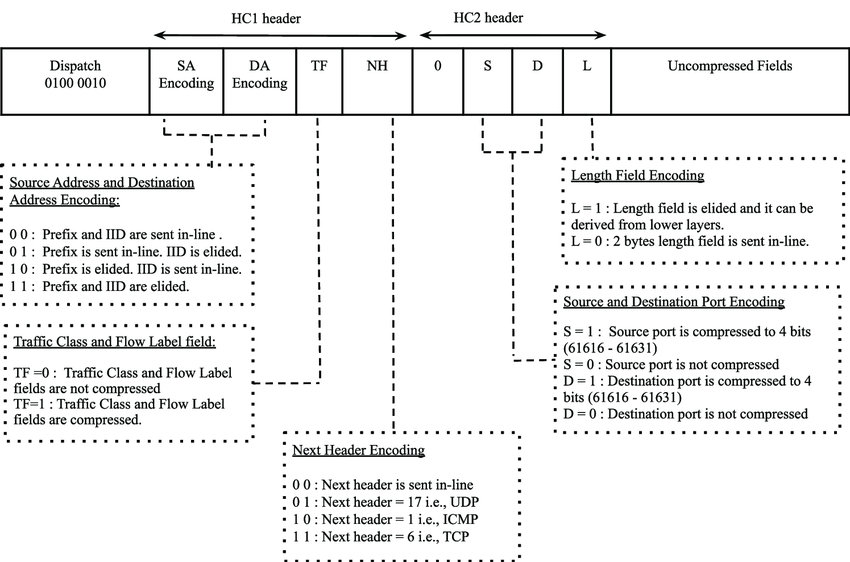 HC1 header
HC2 header
Dispatch
0100 0010
SA
Encoding
DA
Encoding
TF
NH
0
S
D
L
Uncompressed Fields
Source Address and Destination
Address Encoding:
0 0 : Prefix and IID are sent in-line .
0 1 : Prefix is sent in-line. IID is elided.
1 0 : Prefix is elided. IID is sent in-line.
1 1 : Prefix and IID are elided.
Length Field Encoding
L = 1 : Length field is elided and it can be
derived from lower layers.
L = 0 : 2 bytes length field is sent in-line.
Source and Destination Port Encoding
S = 1 : Source port is compressed to 4 bits
(61616 - 61631)
S = 0 : Source port is not compressed
D = 1 : Destination port is compressed to 4
bits (61616 - 61631)
D = 0 : Destination port is not compressed
Traffic Class and Flow Label field:
TF =0 : Traffic Class and Flow Label
fields are not compressed
TF=1 : Traffic Class and Flow Label
fields are compressed.
Next Header Encoding
0 0 : Next header is sent in-line
0 1 : Next header = 17 i.e., UDP
1 0 : Next header = 1 i.e., ICMP
1 1 : Next header = 6 i.e., TCP